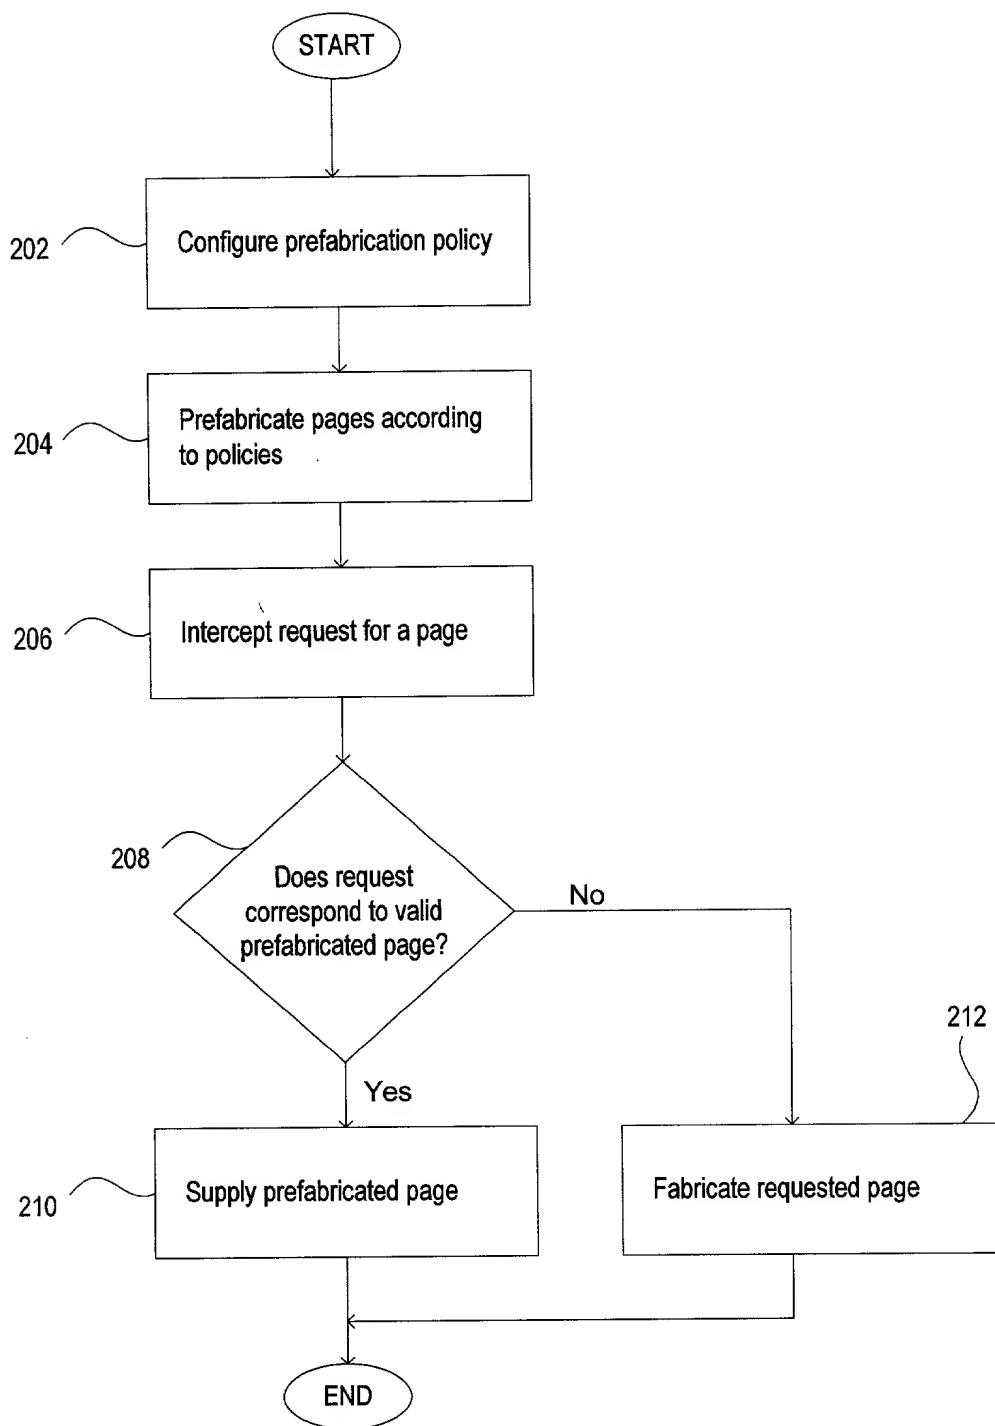 START
202
Configure prefabrication policy
204
Prefabricate pages according
to policies
206
Intercept request for a page
208
Does request
correspond to valid
prefabricated page?
No
212
Yes
210
Supply prefabricated page
Fabricate requested page
END